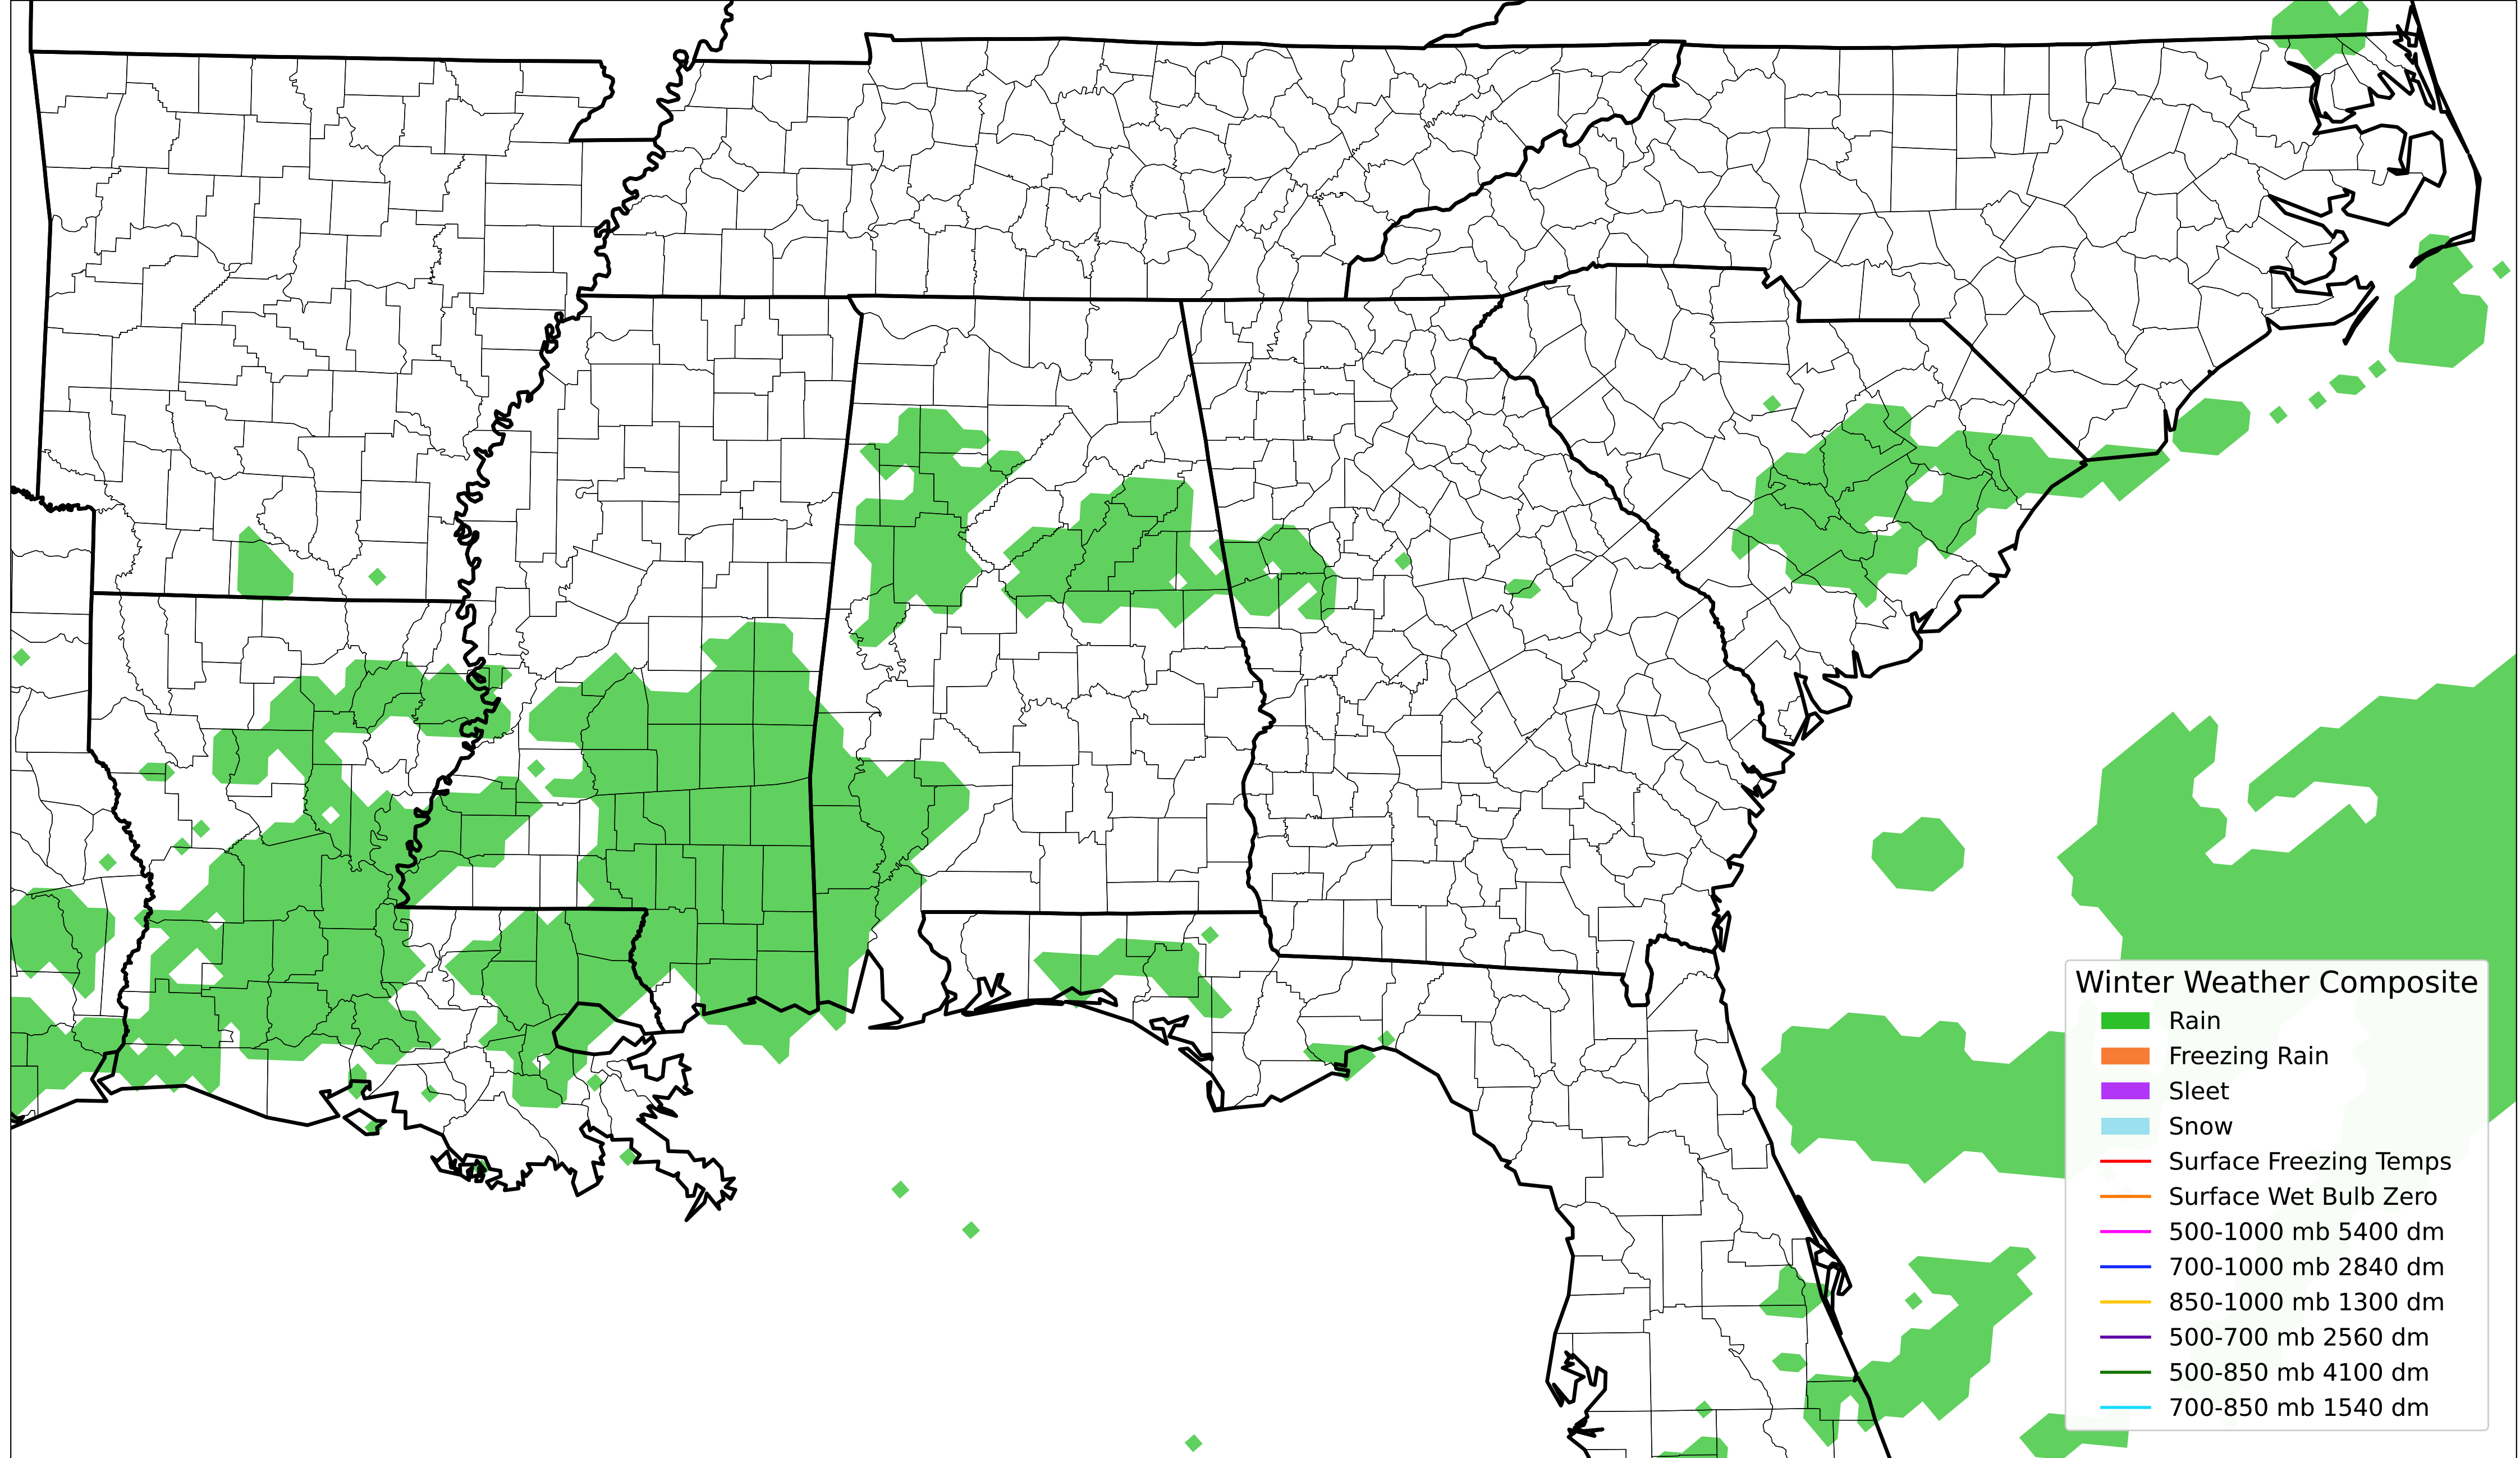 Winter Weather Composite
Rain
Freezing Rain
Sleet
Snow
Surface Freezing Temps
Surface Wet Bulb Zero
500-1000 mb 5400 dm
700-1000 mb 2840 dm
850-1000 mb 1300 dm
500-700 mb 2560 dm
500-850 mb 4100 dm
700-850 mb 1540 dm